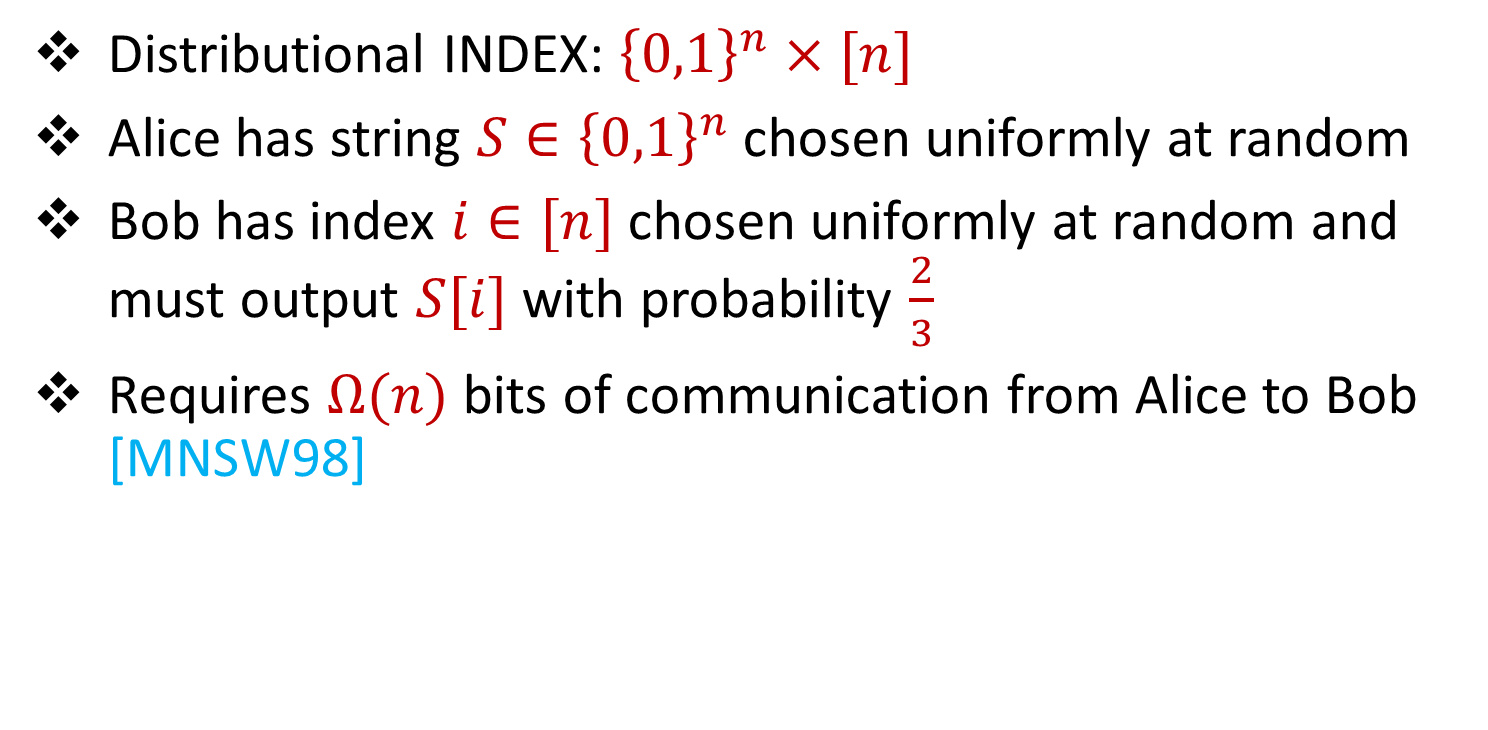 ❖ Distributional INDEX: {0,1}ⁿ × [n]
❖ Alice has string S ∈ {0,1}ⁿ chosen uniformly at random
❖ Bob has index i ∈ [n] chosen uniformly at random and
must output S[i] with probability 2/3
❖ Requires Ω(n) bits of communication from Alice to Bob
[MNSW98]